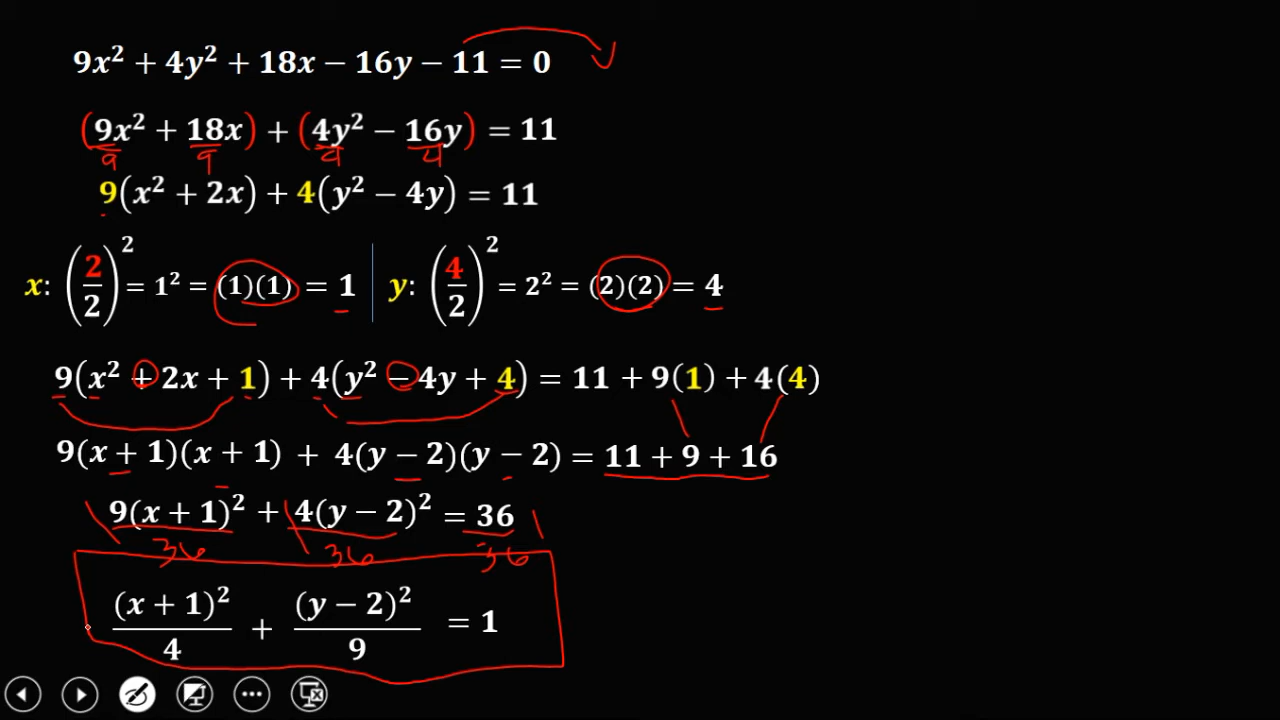 9x² + 4y² + 18x − 16y − 11 = 0
(9x² + 18x) + (4y² − 16y) = 11
9 9 4 4
9(x² + 2x) + 4(y² − 4y) = 11
x: (2/2)² = 1² = (1)(1) = 1 | y: (4/2)² = 2² = (2)(2) = 4
9(x² + 2x + 1) + 4(y² − 4y + 4) = 11 + 9(1) + 4(4)
9(x + 1)(x + 1) + 4(y − 2)(y − 2) = 11 + 9 + 16
9(x + 1)² + 4(y − 2)² = 36
36 36 36
(x + 1)²/4 + (y − 2)²/9 = 1